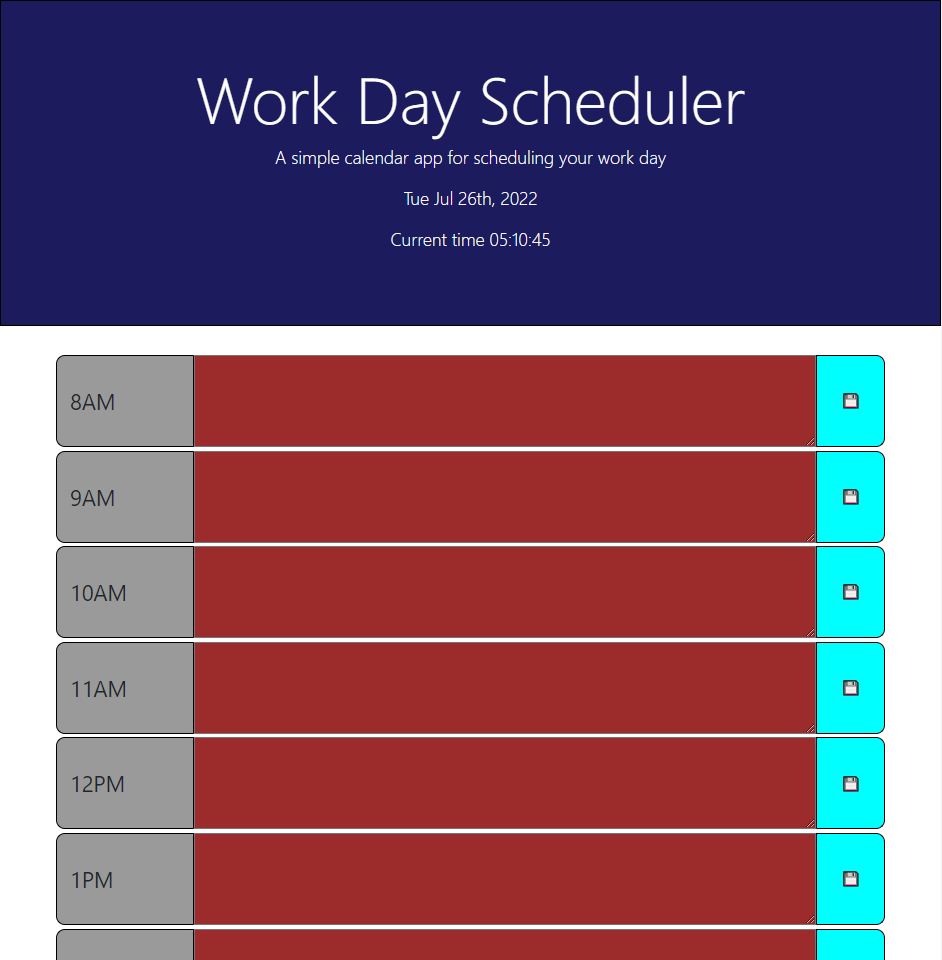 Work Day Scheduler
A simple calendar app for scheduling your work day
Tue Jul 26th, 2022
Current time 05:10:45
8AM
9AM
10AM
11AM
12PM
1PM